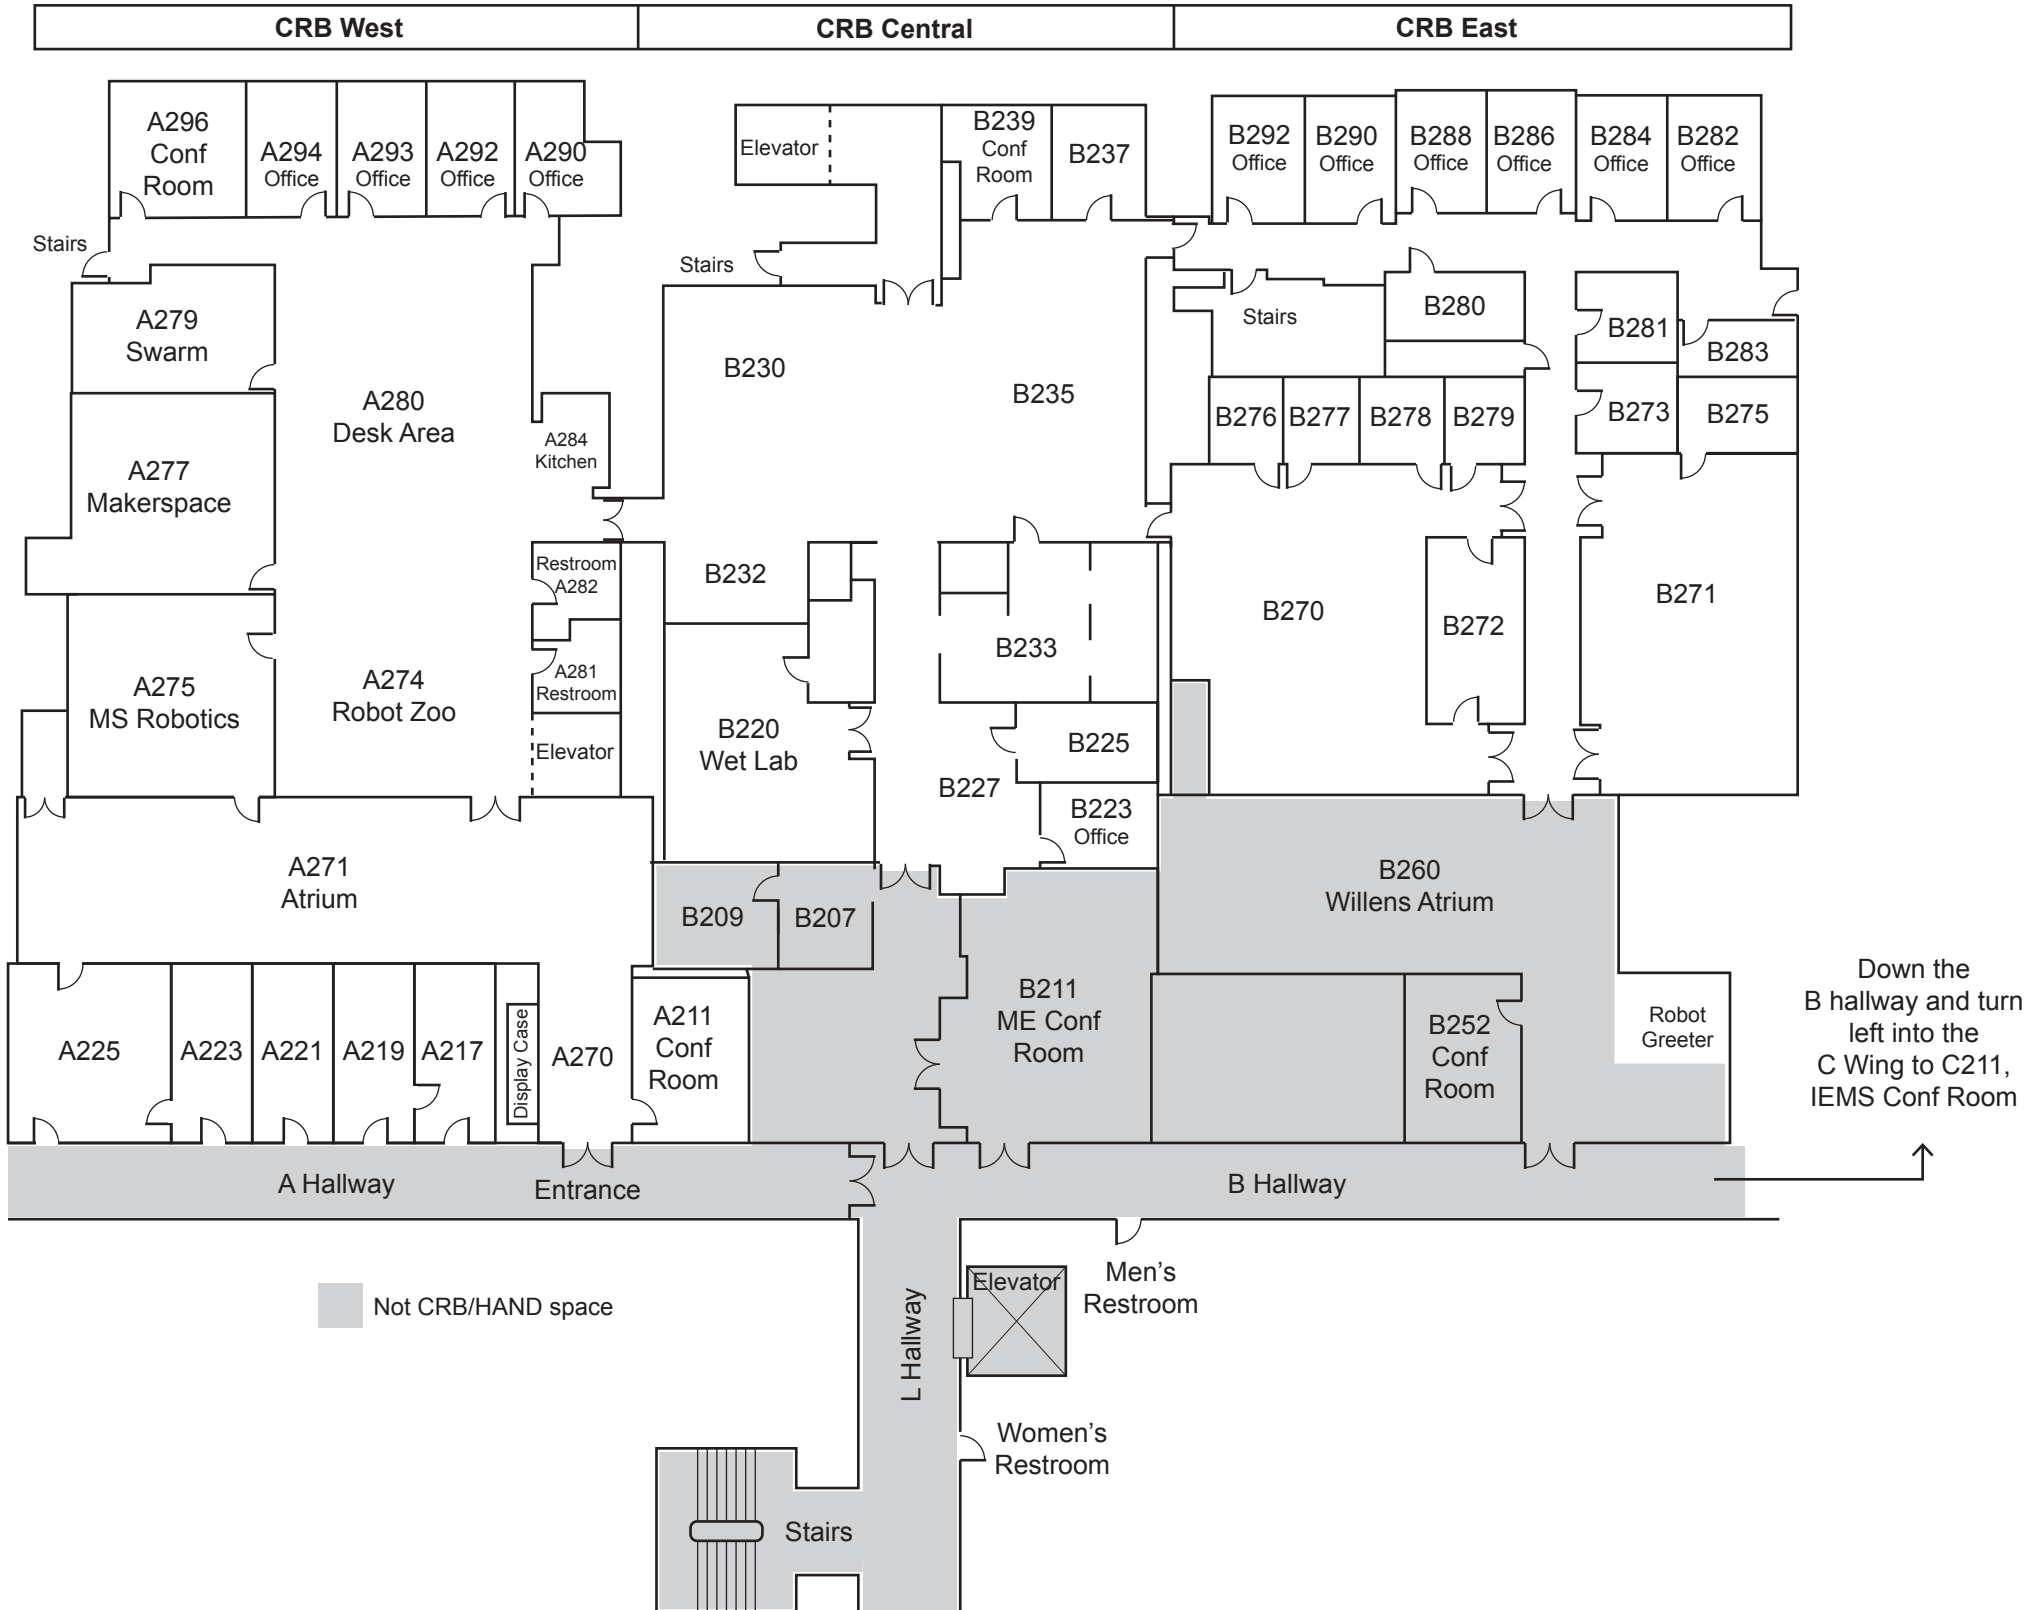 CRB West
CRB Central
CRB East
A296
Conf
Room
A294
Office
A293
Office
A292
Office
A290
Office
Elevator
B239
Conf
Room
B237
B292
Office
B290
Office
B288
Office
B286
Office
B284
Office
B282
Office
Stairs
Stairs
A279
Swarm
Stairs
B280
B281
B283
B230
B235
A280
Desk Area
A284
Kitchen
B276
B277
B278
B279
B273
B275
A277
Makerspace
Restroom
A282
B232
B270
B272
B271
B233
A281
Restroom
A275
MS Robotics
A274
Robot Zoo
Elevator
B220
Wet Lab
B225
B227
B223
Office
A271
Atrium
B209
B207
B260
Willens Atrium
A225
A223
A221
A219
A217
Display Case
A270
A211
Conf
Room
B211
ME Conf
Room
B252
Conf
Room
Robot
Greeter
Down the
B hallway and turn
left into the
C Wing to C211,
IEMS Conf Room
A Hallway
Entrance
B Hallway
Not CRB/HAND space
L Hallway
Elevator
Men's
Restroom
Women's
Restroom
Stairs